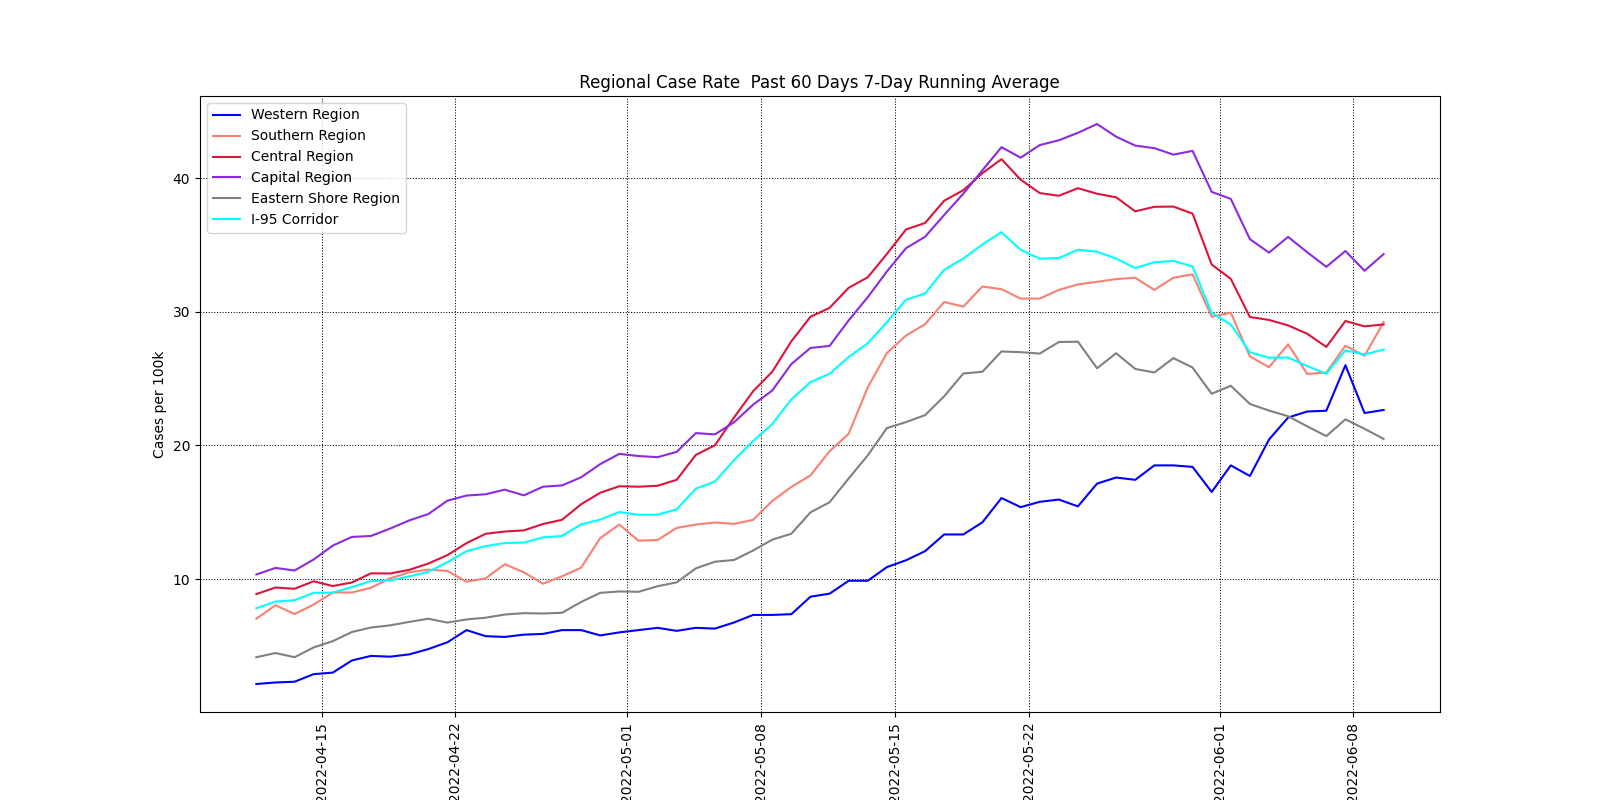 Regional Case Rate  Past 60 Days 7-Day Running Average
Western Region
Southern Region
Central Region
Capital Region
Eastern Shore Region
I-95 Corridor
Cases per 100k
40
30
20
10
2022-04-15
2022-04-22
2022-05-01
2022-05-08
2022-05-15
2022-05-22
2022-06-01
2022-06-08